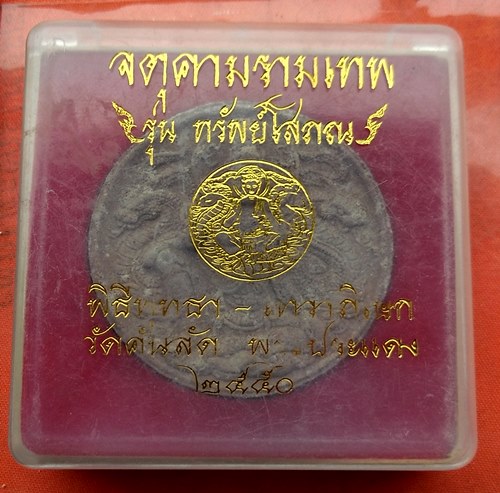 จตุคามรามเทพ
รุ่น ทรัพย์โสภณ
วัดคันลัด
๒๕๕๐